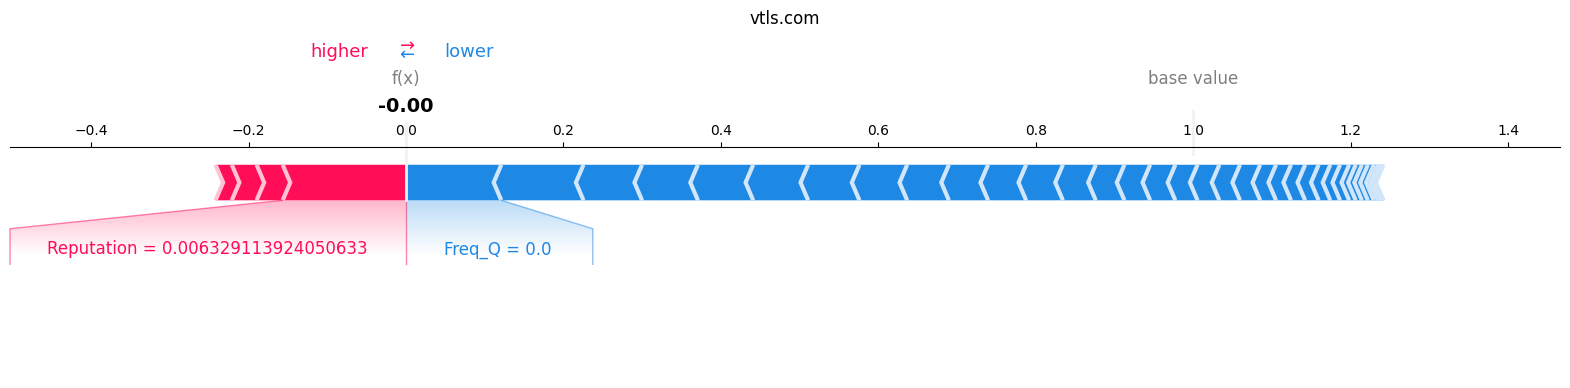 vtls.com
higher ⇄ lower
f(x) base value
-0.00
−0.4 −0.2 0.0 0.2 0.4 0.6 0.8 1.0 1.2 1.4
Reputation = 0.006329113924050633 Freq_Q = 0.0